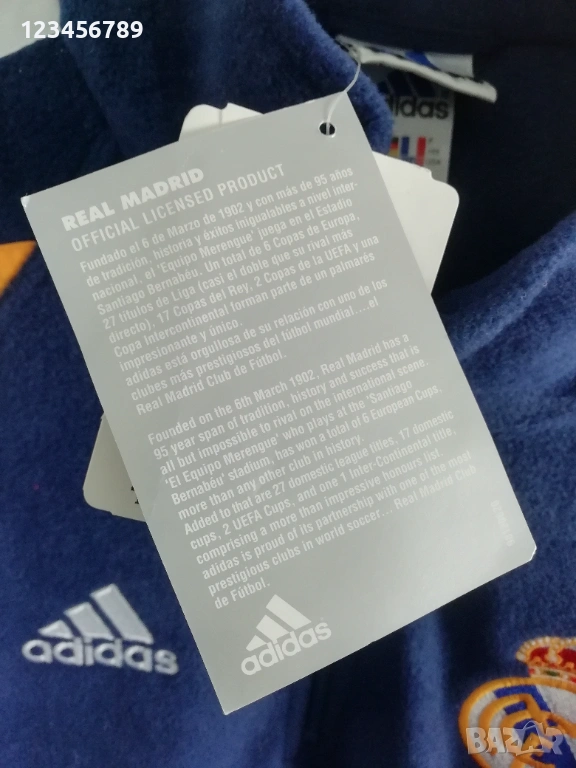 123456789
adidas
REAL MADRID
OFFICIAL LICENSED PRODUCT
Fundado el 6 de Marzo de 1902 y con más de 95 años
de tradición, historia y éxitos inigualables a nivel inter-
nacional, el 'Equipo Merengue' juega en el Estadio
Santiago Bernabéu. Un total de 6 Copas de Europa,
27 títulos de Liga (casi el doble que su rival más
directo), 17 Copas del Rey, 2 Copas de la UEFA y una
Copa Intercontinental forman parte de un palmarés
impresionante y único.
adidas está orgullosa de su relación con uno de los
clubes más prestigiosos del fútbol mundial....el
Real Madrid Club de Fútbol.
Founded on the 6th March 1902, Real Madrid has a
95 year span of tradition, history and success that is
all but impossible to rival on the international scene.
'El Equipo Merengue' who plays at the 'Santiago
Bernabéu' stadium, has won a total of 6 European Cups,
more than any other club in history.
Added to that are 27 domestic league titles, 17 domestic
cups, 2 UEFA Cups, and one 1 Inter-Continental title,
comprising a more than impressive honours list.
adidas is proud of its partnership with one of the most
prestigious clubs in world soccer... Real Madrid Club
de Fútbol.
adidas
adidas
BAZAR